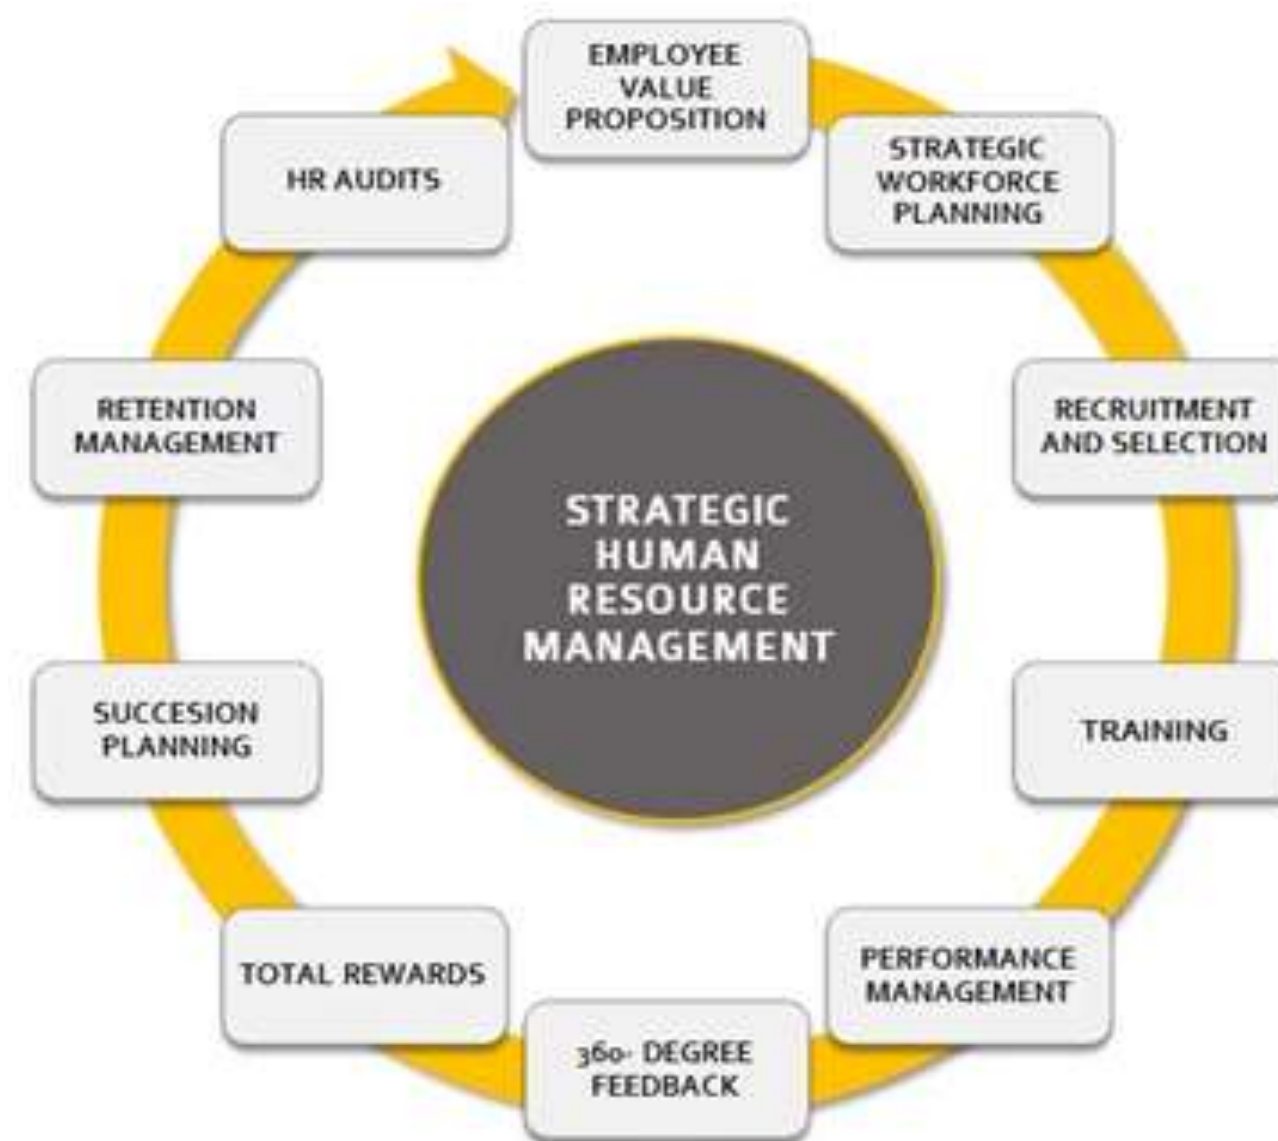 EMPLOYEE
VALUE
PROPOSITION
STRATEGIC
WORKFORCE
PLANNING
RECRUITMENT
AND SELECTION
TRAINING
PERFORMANCE
MANAGEMENT
360- DEGREE
FEEDBACK
TOTAL REWARDS
SUCCESION
PLANNING
RETENTION
MANAGEMENT
HR AUDITS
STRATEGIC
HUMAN
RESOURCE
MANAGEMENT